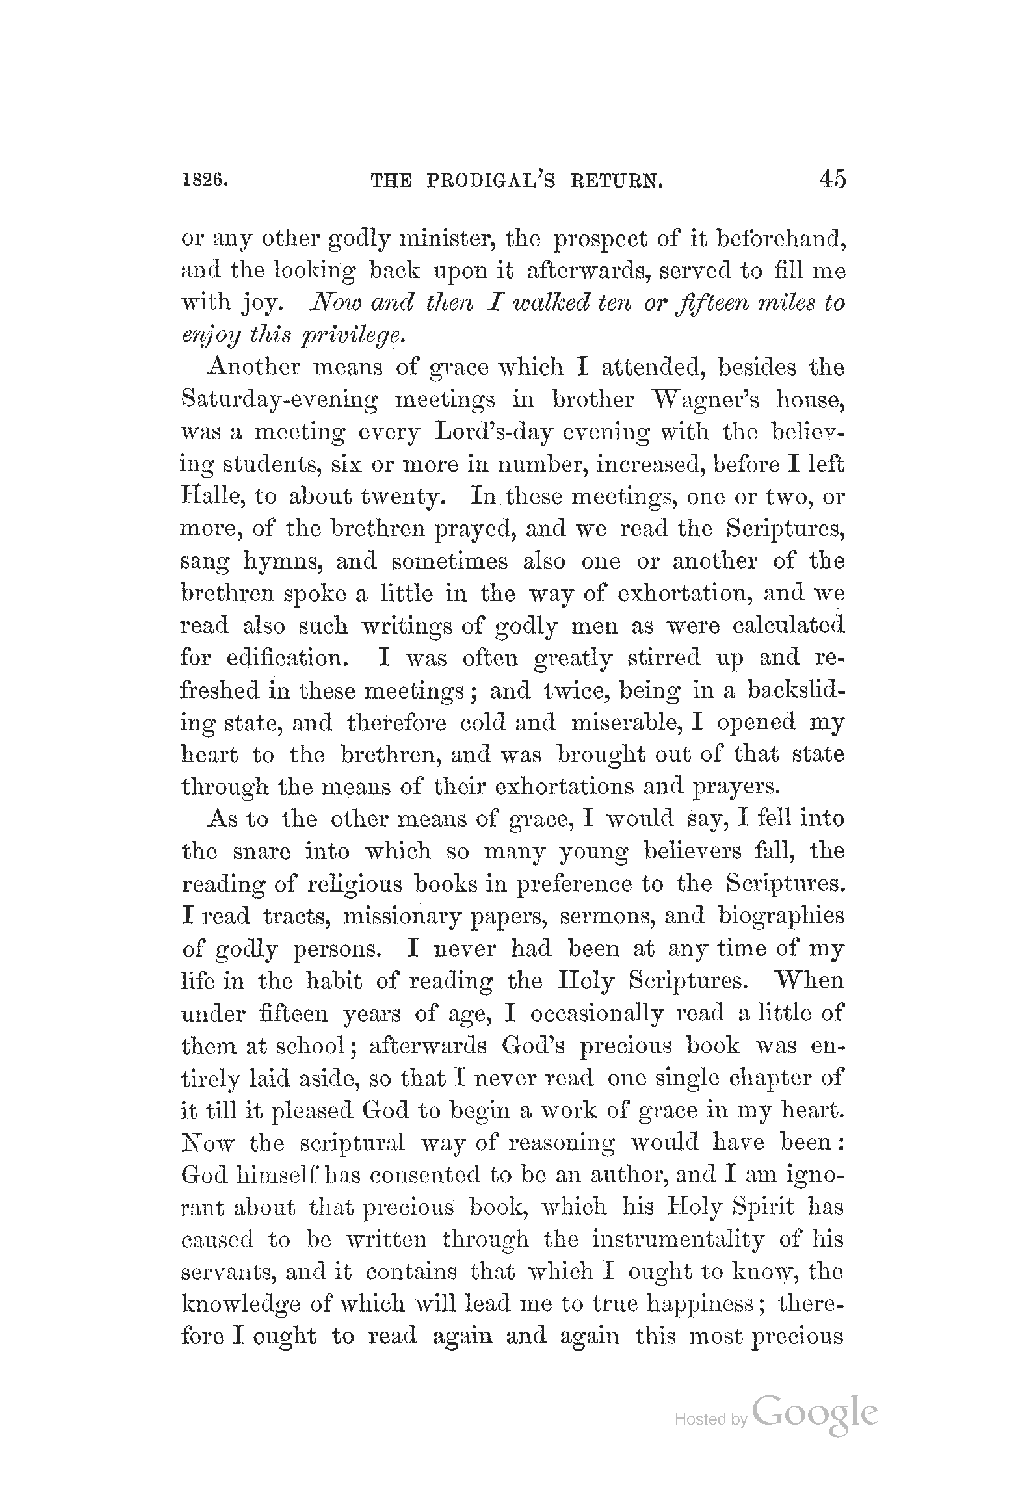 1826. THE PRODIGAL'S RETURN. 45
or any other godly minister, the prospect of it beforehand,
and the looking back upon it afterwards, served to fill me
with joy. Now and then I walked ten or fifteen miles to
enjoy this privilege.
Another means of grace which I attended, besides the
Saturday-evening meetings in brother Wagner's house,
was a meeting every Lord's-day evening with the believ-
ing students, six or more in number, increased, before I left
Halle, to about twenty. In these meetings, one or two, or
more, of the brethren prayed, and we read the Scriptures,
sang hymns, and sometimes also one or another of the
brethren spoke a little in the way of exhortation, and we
read also such writings of godly men as were calculated
for edification. I was often greatly stirred up and re-
freshed in these meetings; and twice, being in a backslid-
ing state, and therefore cold and miserable, I opened my
heart to the brethren, and was brought out of that state
through the means of their exhortations and prayers.
As to the other means of grace, I would say, I fell into
the snare into which so many young believers fall, the
reading of religious books in preference to the Scriptures.
I read tracts, missionary papers, sermons, and biographies
of godly persons. I never had been at any time of my
life in the habit of reading the Holy Scriptures. When
under fifteen years of age, I occasionally read a little of
them at school; afterwards God's precious book was en-
tirely laid aside, so that I never read one single chapter of
it till it pleased God to begin a work of grace in my heart.
Now the scriptural way of reasoning would have been:
God himself has consented to be an author, and I am igno-
rant about that precious book, which his Holy Spirit has
caused to be written through the instrumentality of his
servants, and it contains that which I ought to know, the
knowledge of which will lead me to true happiness; there-
fore I ought to read again and again this most precious
Hosted by Google